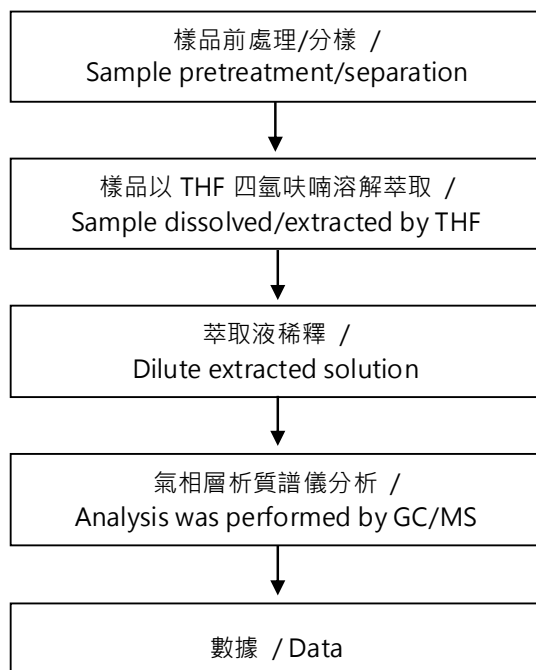 樣品前處理/分樣 /
Sample pretreatment/separation
樣品以 THF 四氫呋喃溶解萃取 /
Sample dissolved/extracted by THF
萃取液稀釋 /
Dilute extracted solution
氣相層析質譜儀分析 /
Analysis was performed by GC/MS
數據 / Data